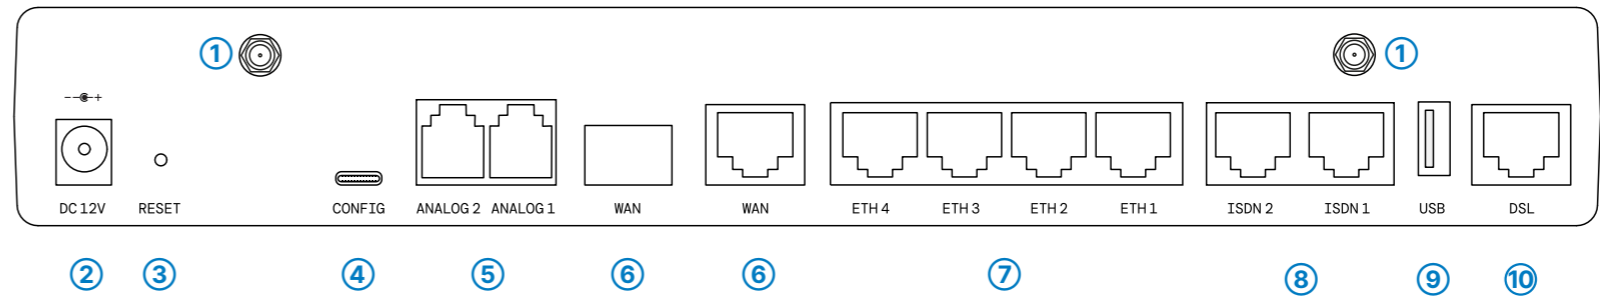 ① ①
DC 12V RESET CONFIG ANALOG 2 ANALOG 1 WAN WAN ETH 4 ETH 3 ETH 2 ETH 1 ISDN 2 ISDN 1 USB DSL
② ③ ④ ⑤ ⑥ ⑥ ⑦ ⑧ ⑨ ⑩